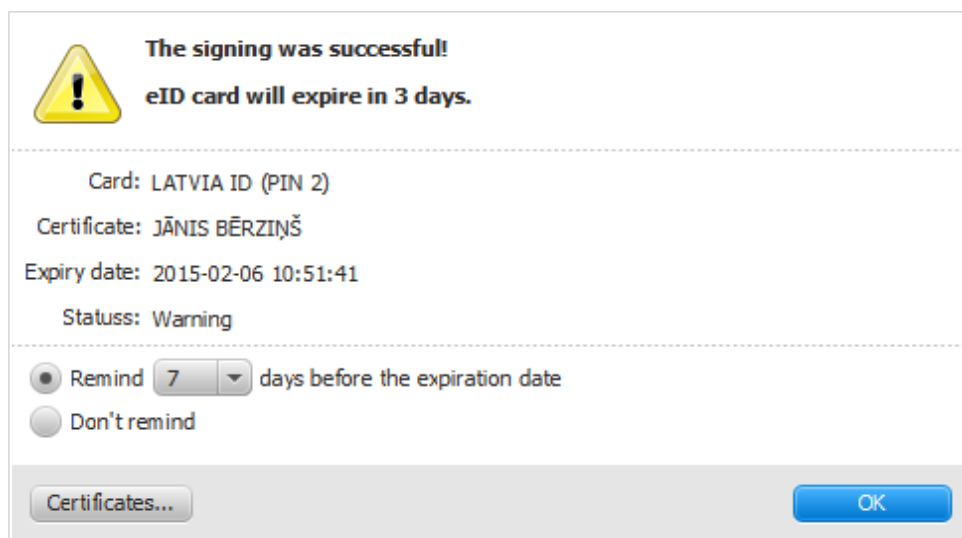 The signing was successful!
eID card will expire in 3 days.
Card: LATVIA ID (PIN 2)
Certificate: JĀNIS BĒRZIŅŠ
Expiry date: 2015-02-06 10:51:41
Statuss: Warning
Remind 7 days before the expiration date
Don't remind
Certificates... OK